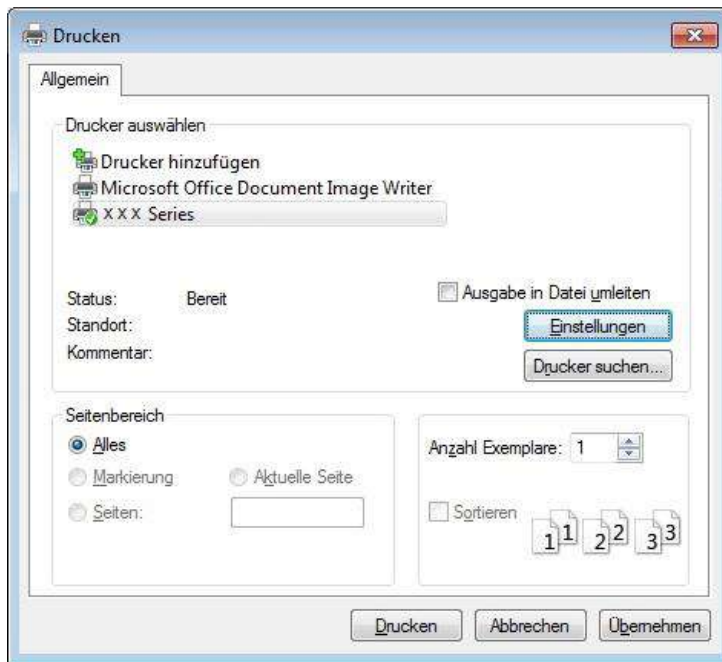 Drucken
Allgemein
Drucker auswählen
Drucker hinzufügen
Microsoft Office Document Image Writer
X X X Series
Status: Bereit
Standort:
Kommentar:
Ausgabe in Datei umleiten
Einstellungen
Drucker suchen...
Seitenbereich
Alles
Markierung
Aktuelle Seite
Seiten:
Anzahl Exemplare: 1
Sortieren
1 1 2 2 3 3
Drucken
Abbrechen
Übernehmen